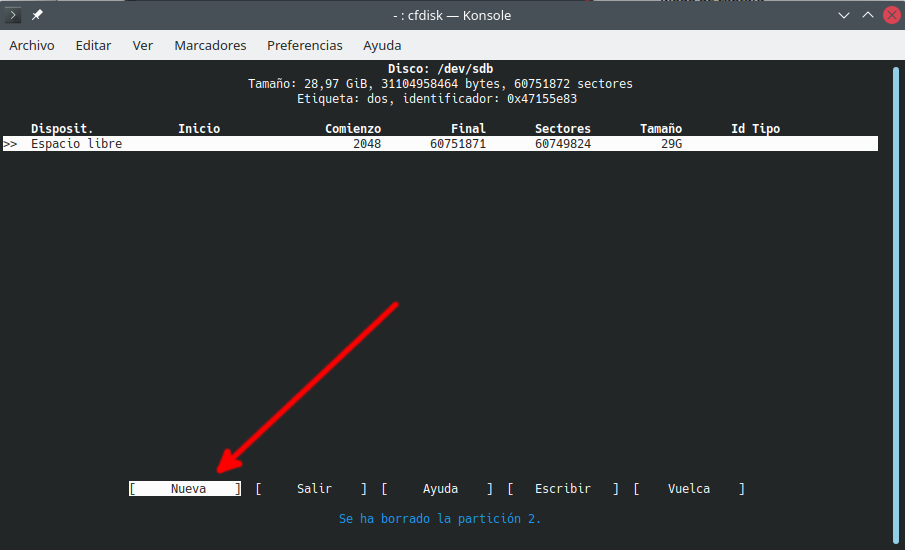 - : cfdisk — Konsole
Archivo Editar Ver Marcadores Preferencias Ayuda
Disco: /dev/sdb
Tamaño: 28,97 GiB, 31104958464 bytes, 60751872 sectores
Etiqueta: dos, identificador: 0x47155e83
Disposit. Inicio Comienzo Final Sectores Tamaño Id Tipo
>> Espacio libre 2048 60751871 60749824 29G
[ Nueva ] [ Salir ] [ Ayuda ] [ Escribir ] [ Vuelca ]
Se ha borrado la partición 2.